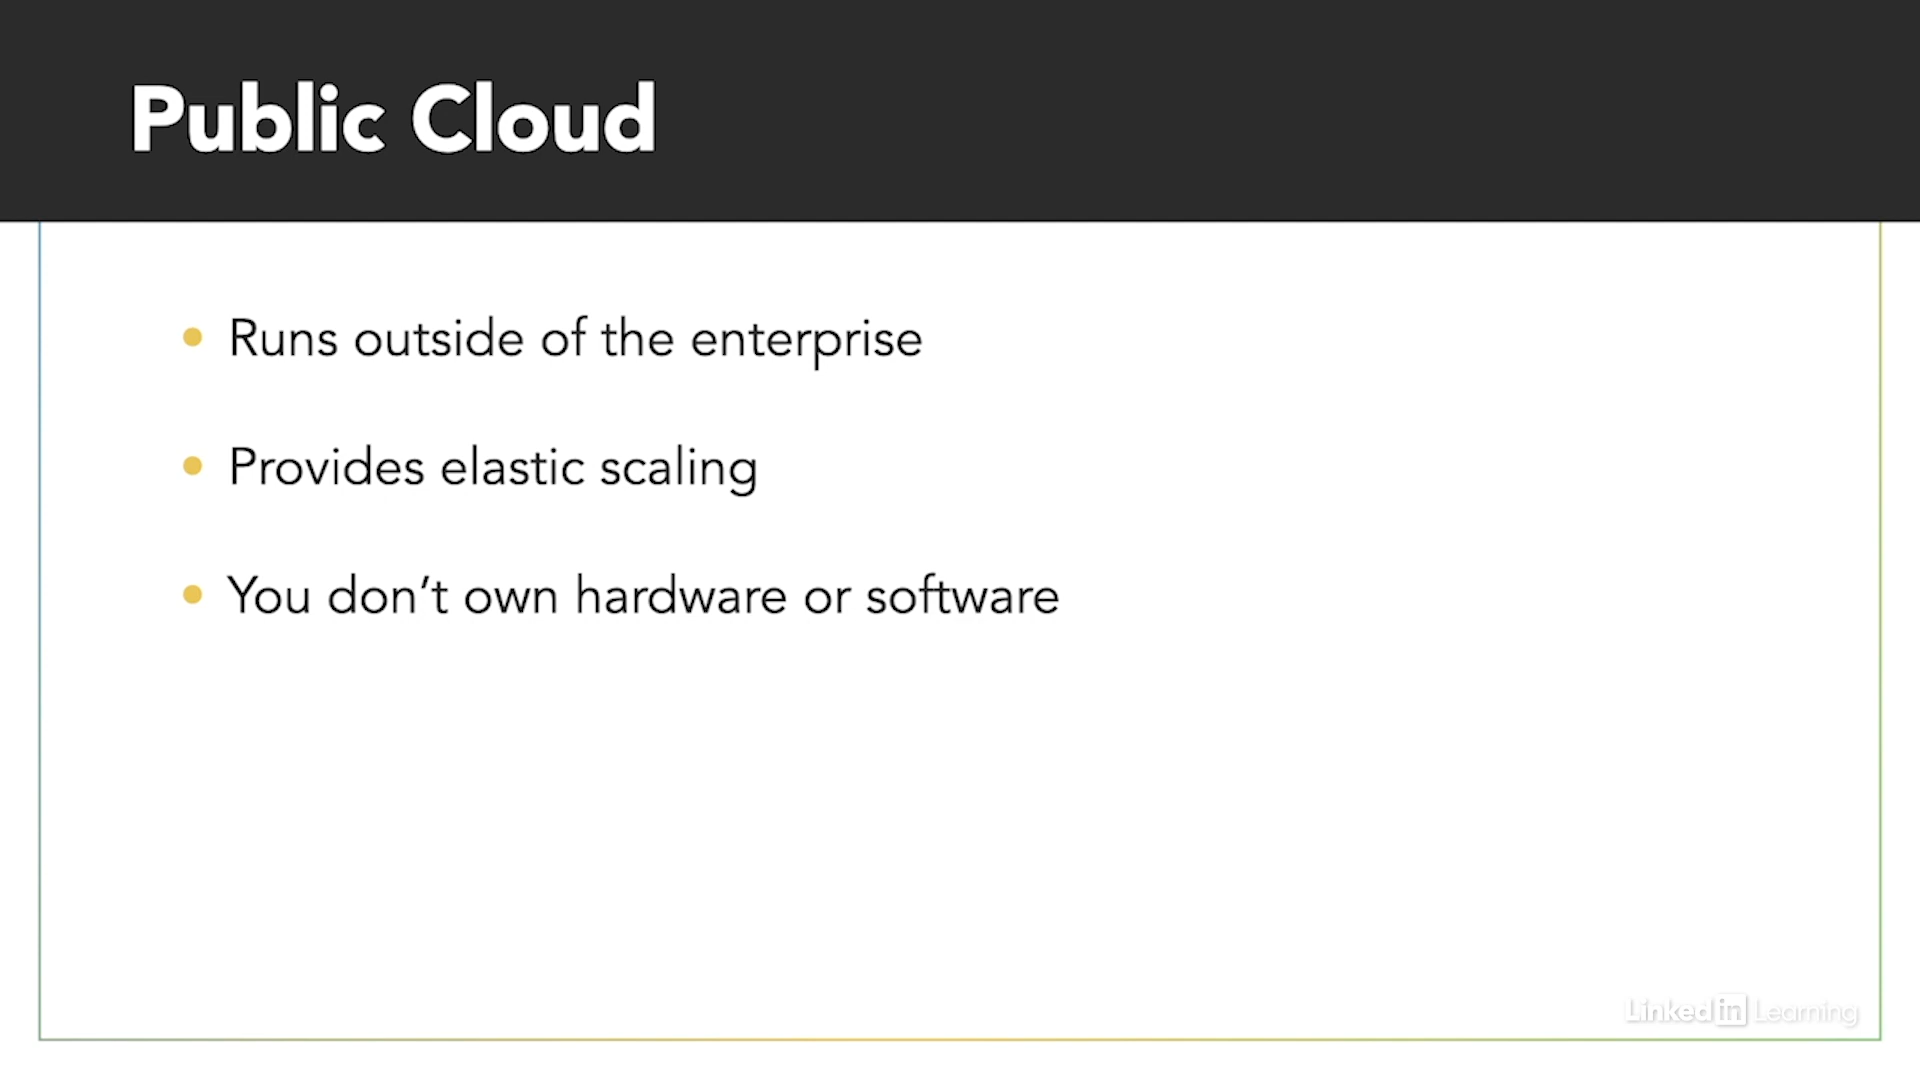 Public Cloud
• Runs outside of the enterprise
• Provides elastic scaling
• You don’t own hardware or software
Linked in Learning